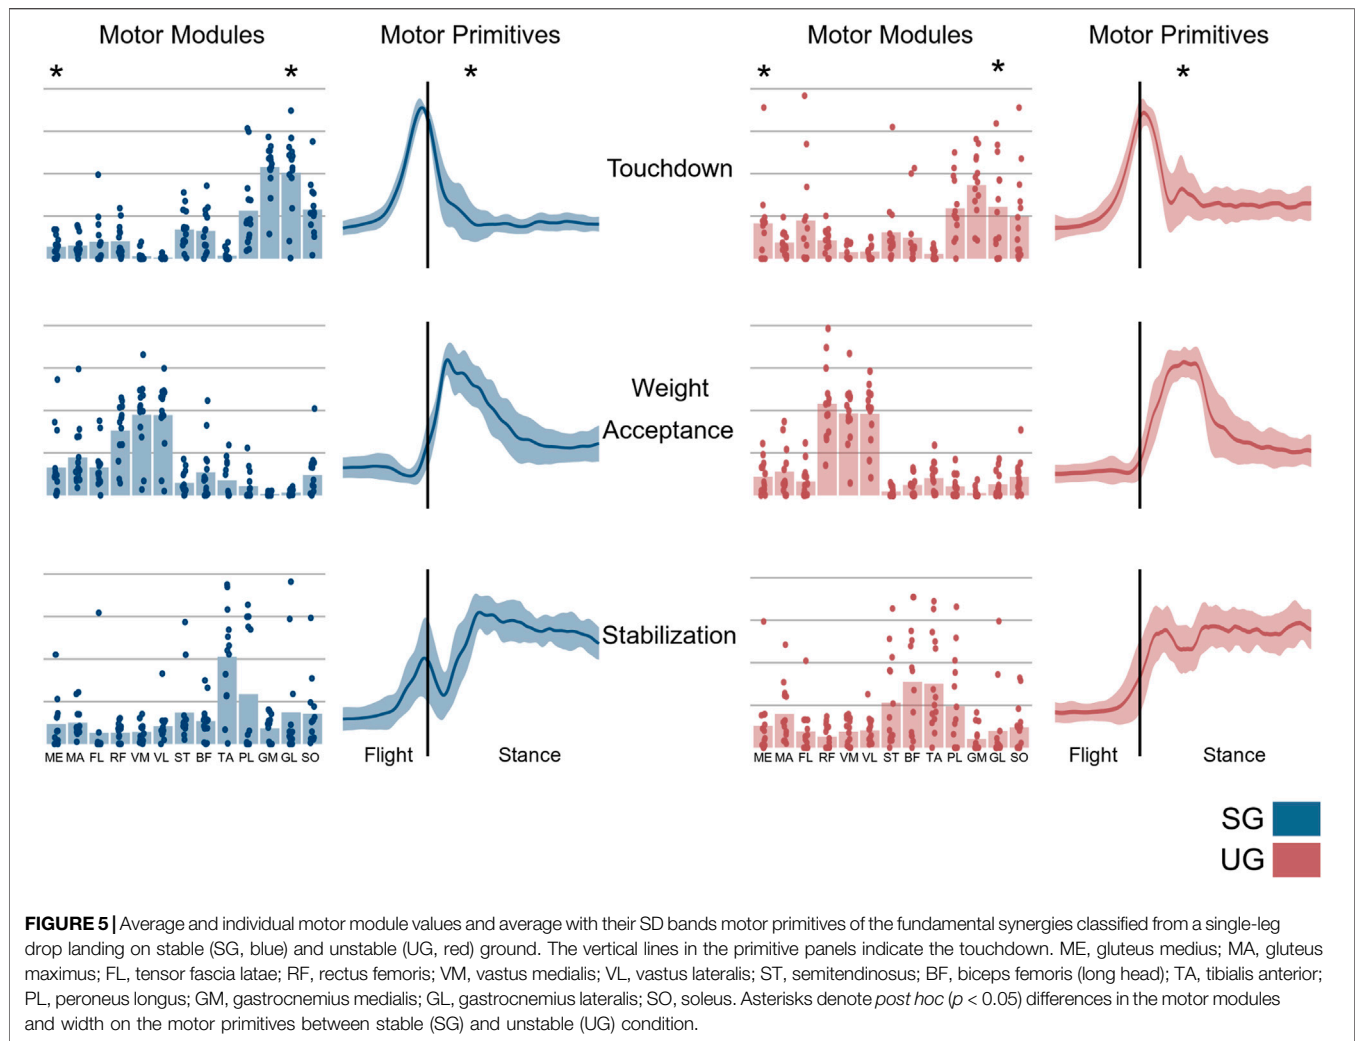 Motor Modules Motor Primitives Motor Modules Motor Primitives
* * * * * *
Touchdown
Weight
Acceptance
Stabilization
ME MA FL RF VM VL ST BF TA PL GM GL SO Flight Stance ME MA FL RF VM VL ST BF TA PL GM GL SO Flight Stance
SG
UG
FIGURE 5 | Average and individual motor module values and average with their SD bands motor primitives of the fundamental synergies classified from a single-leg
drop landing on stable (SG, blue) and unstable (UG, red) ground. The vertical lines in the primitive panels indicate the touchdown. ME, gluteus medius; MA, gluteus
maximus; FL, tensor fascia latae; RF, rectus femoris; VM, vastus medialis; VL, vastus lateralis; ST, semitendinosus; BF, biceps femoris (long head); TA, tibialis anterior;
PL, peroneus longus; GM, gastrocnemius medialis; GL, gastrocnemius lateralis; SO, soleus. Asterisks denote post hoc (p < 0.05) differences in the motor modules
and width on the motor primitives between stable (SG) and unstable (UG) condition.